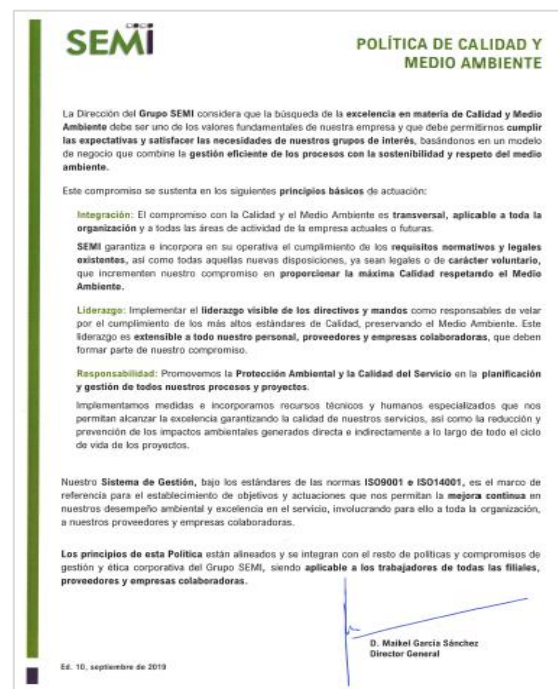 SEMI
POLÍTICA DE CALIDAD Y
MEDIO AMBIENTE
La Dirección del Grupo SEMI considera que la búsqueda de la excelencia en materia de Calidad y Medio
Ambiente debe ser uno de los valores fundamentales de nuestra empresa y que debe permitirnos cumplir
las expectativas y satisfacer las necesidades de nuestros grupos de interés, basándonos en un modelo
de negocio que combine la gestión eficiente de los procesos con la sostenibilidad y respeto del medio
ambiente.
Este compromiso se sustenta en los siguientes principios básicos de actuación:
Integración: El compromiso con la Calidad y el Medio Ambiente es transversal, aplicable a toda la
organización y a todas las áreas de actividad de la empresa actuales o futuras.
SEMI garantiza e incorpora en su operativa el cumplimiento de los requisitos normativos y legales
existentes, así como todas aquellas nuevas disposiciones, ya sean legales o de carácter voluntario,
que incrementen nuestro compromiso en proporcionar la máxima Calidad respetando el Medio
Ambiente.
Liderazgo: Implementar el liderazgo visible de los directivos y mandos como responsables de velar
por el cumplimiento de los más altos estándares de Calidad, preservando el Medio Ambiente. Este
liderazgo es extensible a todo nuestro personal, proveedores y empresas colaboradoras, que deben
formar parte de nuestro compromiso.
Responsabilidad: Promovemos la Protección Ambiental y la Calidad del Servicio en la planificación
y gestión de todos nuestros procesos y proyectos.
Implementamos medidas e incorporamos recursos técnicos y humanos especializados que nos
permitan alcanzar la excelencia garantizando la calidad de nuestros servicios, así como la reducción y
prevención de los impactos ambientales generados directa e indirectamente a lo largo de todo el ciclo
de vida de los proyectos.
Nuestro Sistema de Gestión, bajo los estándares de las normas ISO9001 e ISO14001, es el marco de
referencia para el establecimiento de objetivos y actuaciones que nos permitan la mejora continua en
nuestros desempeño ambiental y excelencia en el servicio, involucrando para ello a toda la organización,
a nuestros proveedores y empresas colaboradoras.
Los principios de esta Política están alineados y se integran con el resto de políticas y compromisos de
gestión y ética corporativa del Grupo SEMI, siendo aplicable a los trabajadores de todas las filiales,
proveedores y empresas colaboradoras.
D. Maikel García Sánchez
Director General
Ed. 10, septiembre de 2019